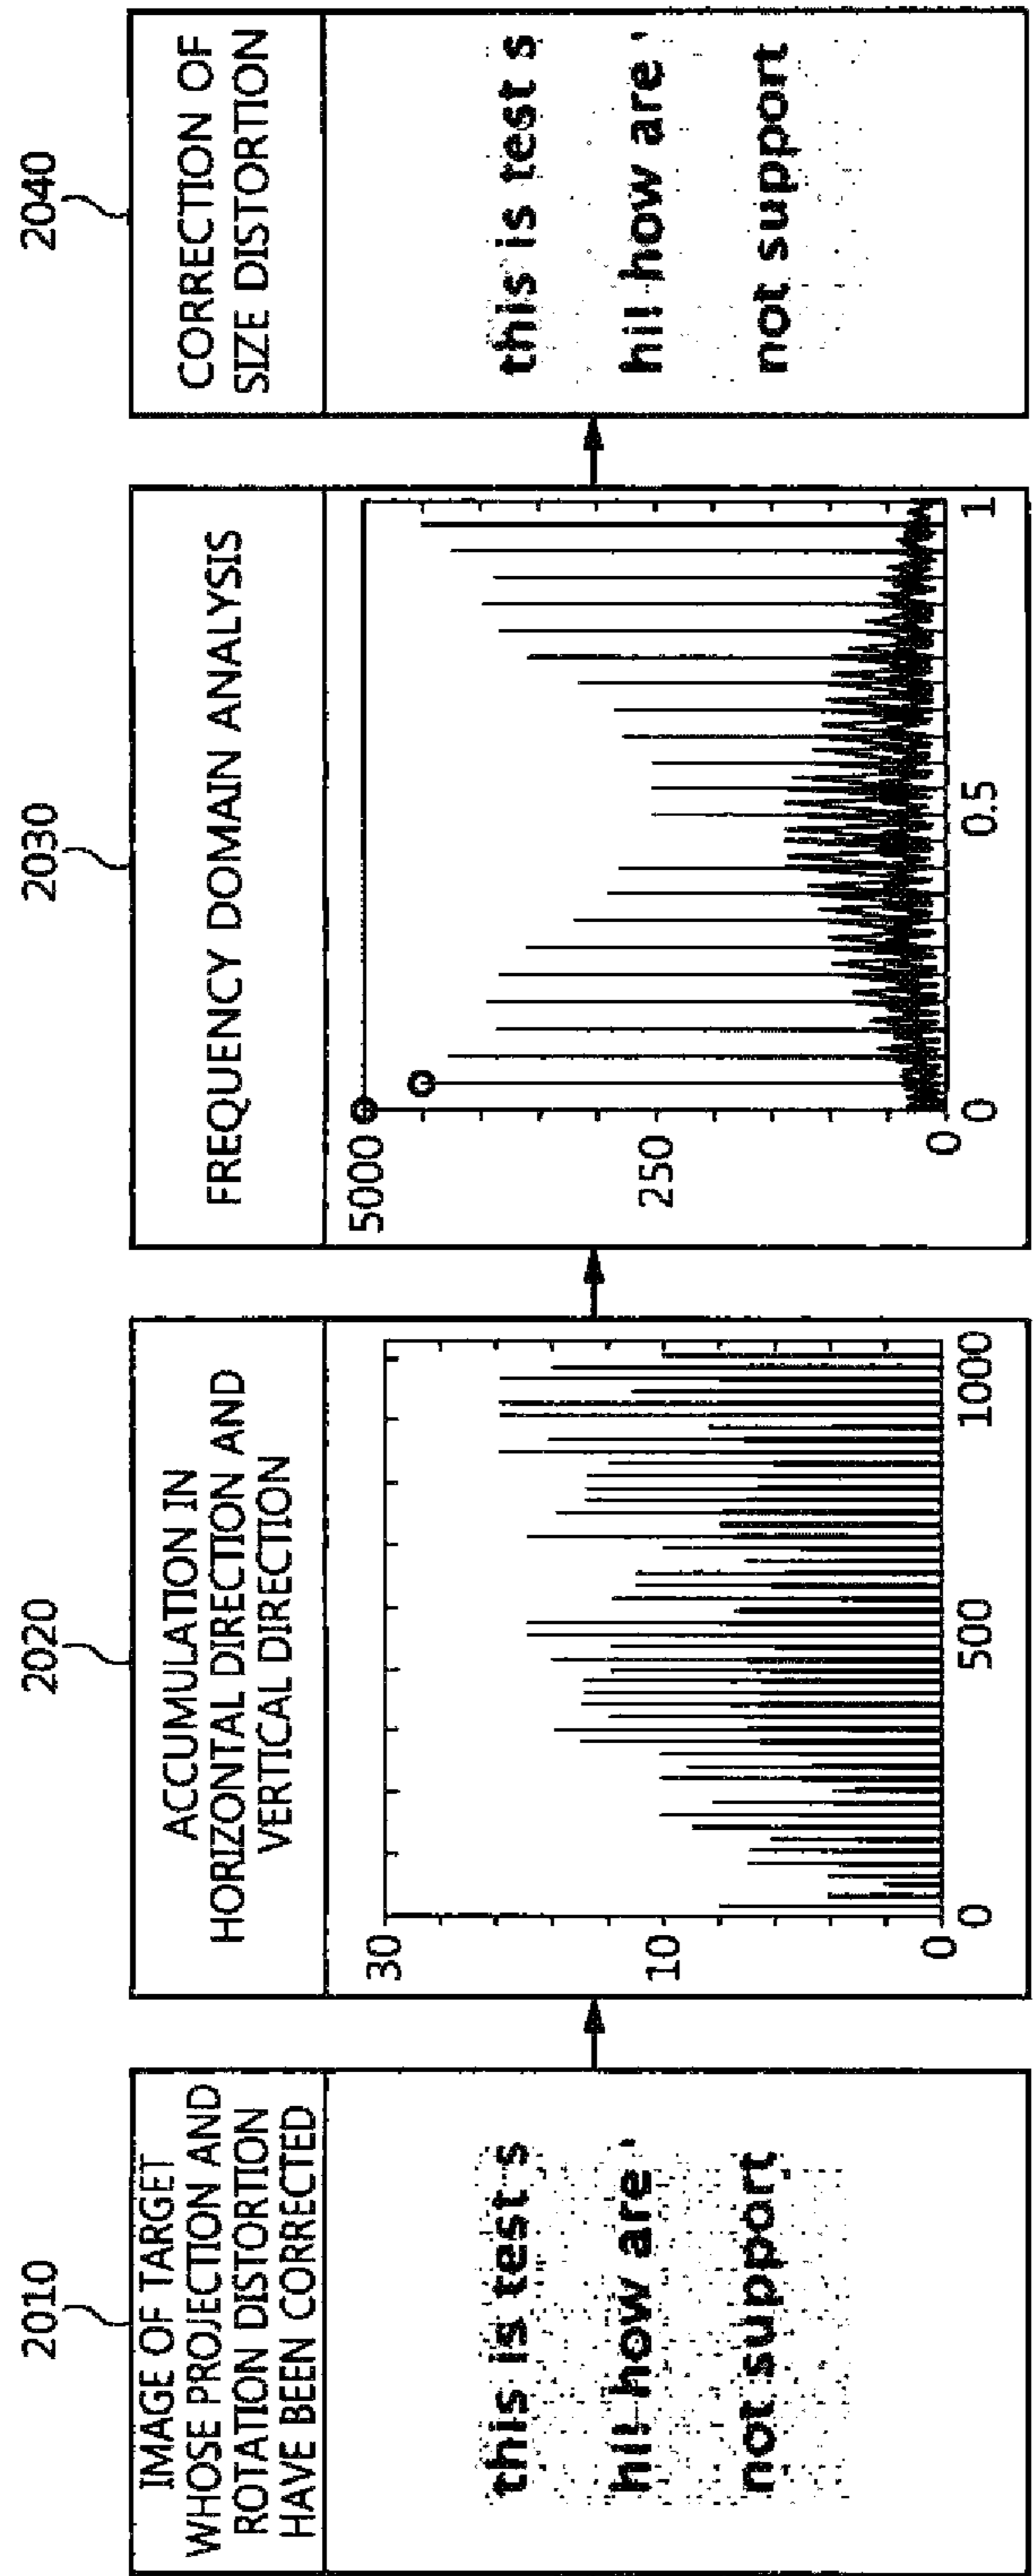 2010
IMAGE OF TARGET
WHOSE PROJECTION AND
ROTATION DISTORTION
HAVE BEEN CORRECTED
this is test s
hi! how are '
not support
2020
ACCUMULATION IN
HORIZONTAL DIRECTION AND
VERTICAL DIRECTION
30
10
0
0
500
1000
2030
FREQUENCY DOMAIN ANALYSIS
5000
250
0
0
0.5
1
2040
CORRECTION OF
SIZE DISTORTION
this is test s
hi! how are '
not support